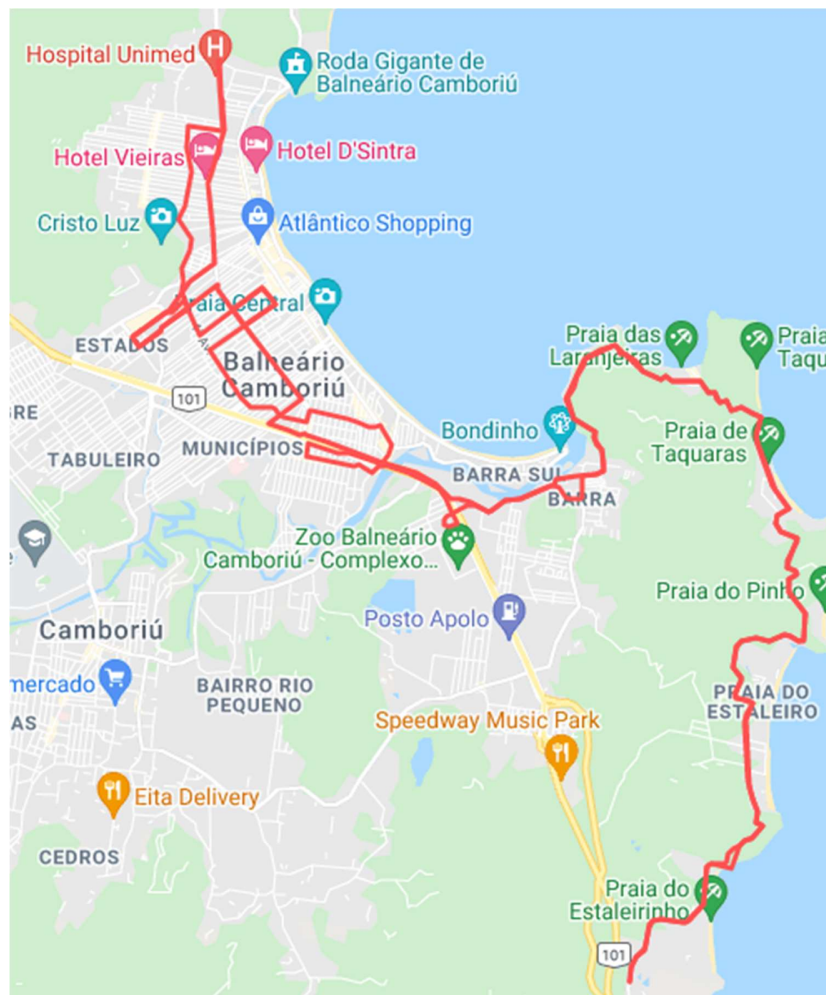 Hospital Unimed
H
Roda Gigante de
Balneário Camboriú
Hotel Vieiras
Hotel D'Sintra
Cristo Luz
Atlântico Shopping
Praia Central
ESTADOS
Balneário
Camboriú
101
Praia das
Laranjeiras
Praia
Taqu
GRE
MUNICÍPIOS
TABULEIRO
Bondinho
Praia de
Taquaras
BARRA SUL
BARRA
Zoo Balneário
Camboriú - Complexo...
Praia do Pinho
Camboriú
Posto Apolo
mercado
BAIRRO RIO
PEQUENO
AS
PRAIA DO
ESTALEIRO
Speedway Music Park
Eita Delivery
CEDROS
Praia do
Estaleirinho
101